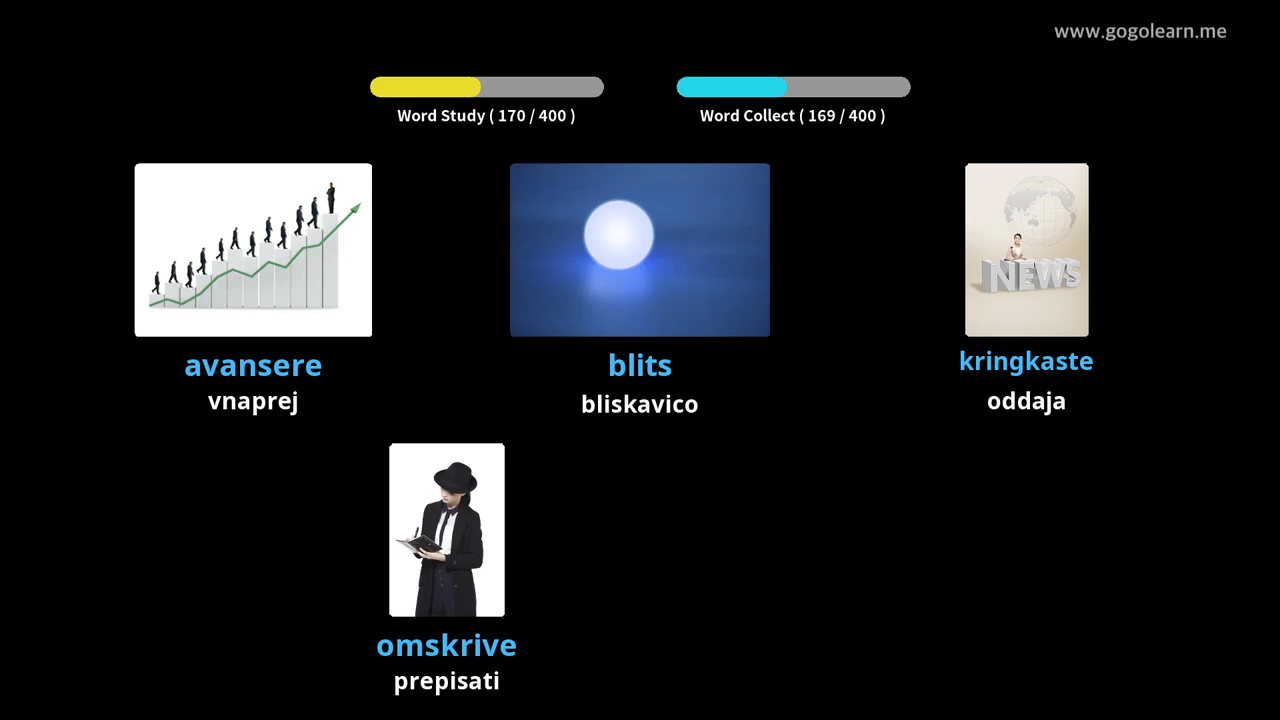 www.gogolearn.me
Word Study ( 170 / 400 )
Word Collect ( 169 / 400 )
NEWS
avansere
vnaprej
blits
bliskavico
kringkaste
oddaja
omskrive
prepisati